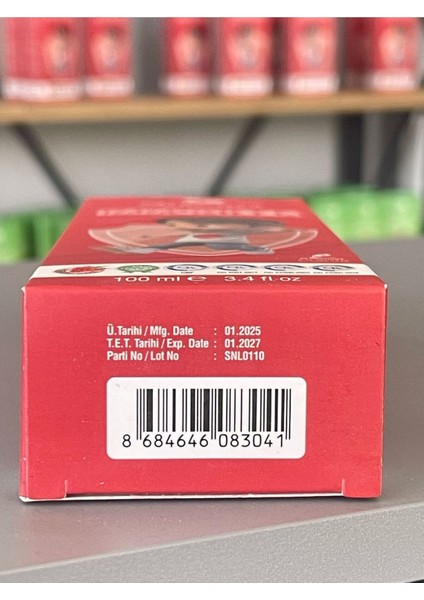 100 ml e 3.4 fl.oz
Ü.Tarihi / Mfg. Date : 01.2025
T.E.T. Tarihi / Exp. Date : 01.2027
Parti No / Lot No : SNL0110
8 684646 083041